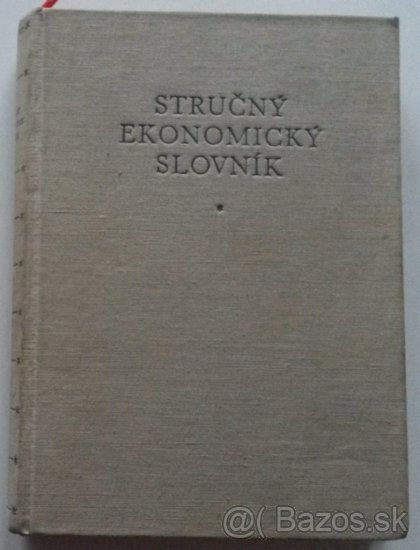 STRUČNÝ
EKONOMICKÝ
SLOVNÍK
*
@ Bazos.sk